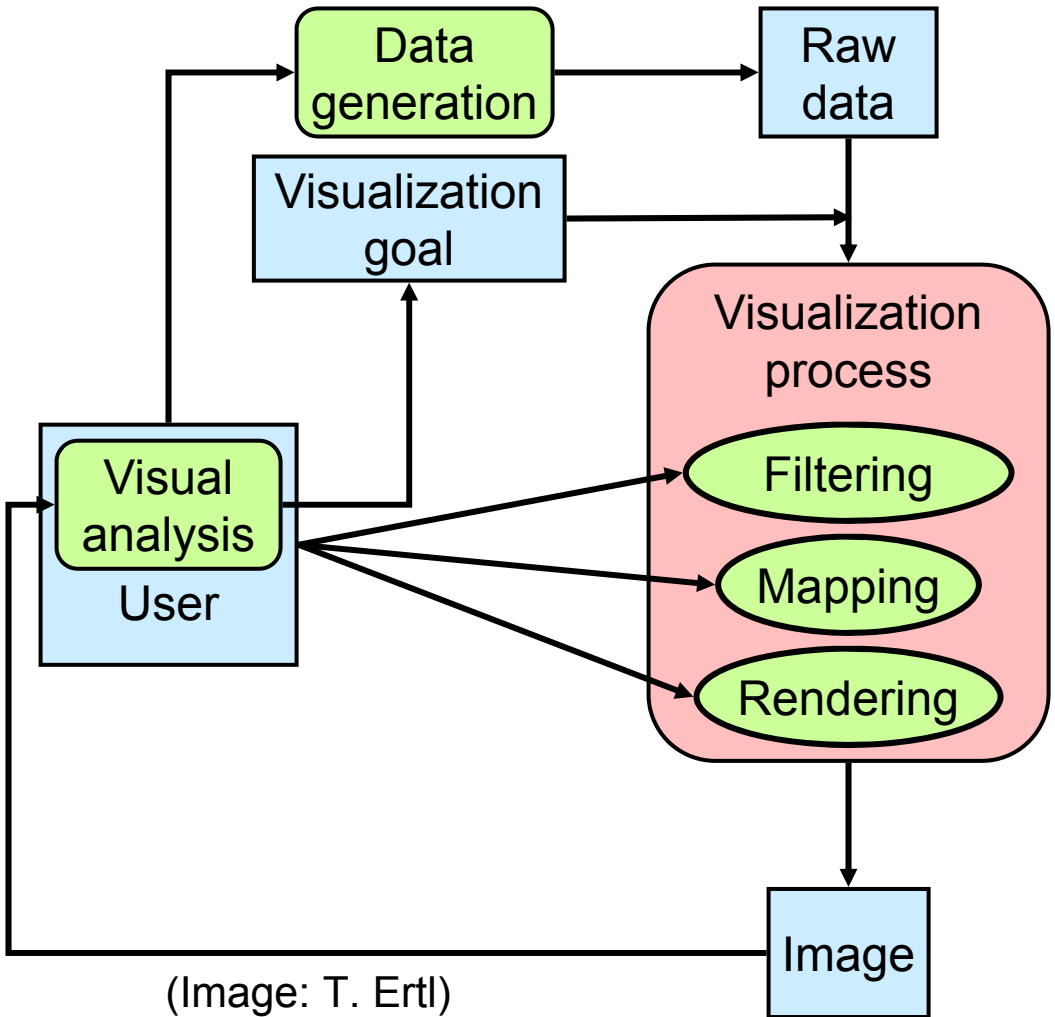 Data
generation
Raw
data
Visualization
goal
Visualization
process
Filtering
Visual
analysis
User
Mapping
Rendering
Image
(Image: T. Ertl)